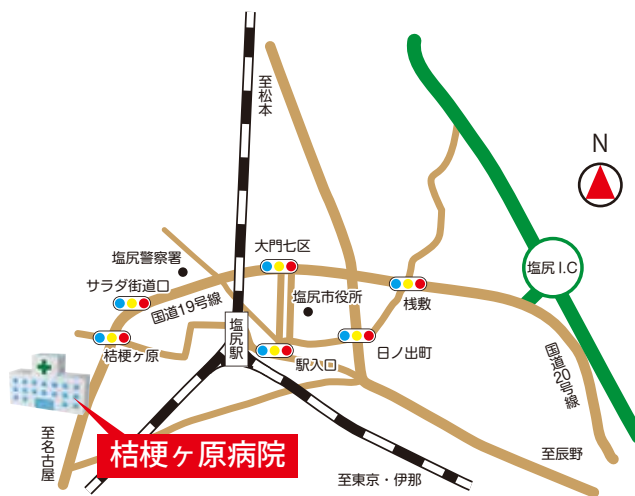 至松本
N
大門七区
塩尻警察署
塩尻I.C
サラダ街道口
桟敷
国道19号線
塩尻市役所
塩尻駅
桔梗ヶ原
駅入口
日ノ出町
国道20号線
至名古屋
桔梗ヶ原病院
至辰野
至東京・伊那